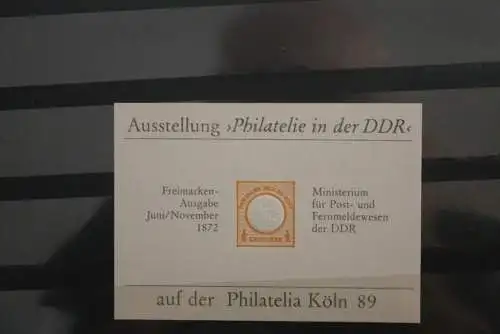 Ausstellung ›Philatelie in der DDR‹
Freimarken-
Ausgabe
Juni/November
1872
Ministerium
für Post- und
Fernmeldewesen
der DDR
auf der Philatelia Köln 89